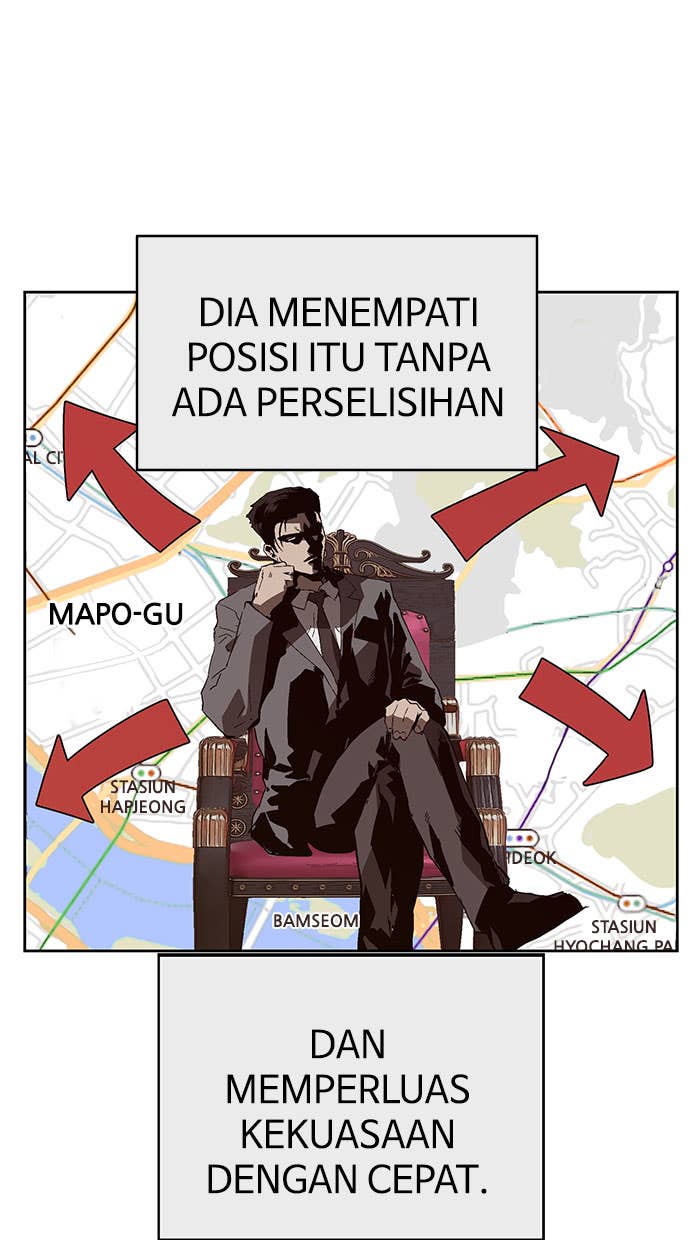 DIA MENEMPATI
POSISI ITU TANPA
ADA PERSELISIHAN
AL CI
MAPO-GU
STASIUN
HAPJEONG
DEOK
BAMSEOM
STASIUN
HYOCHANG PA
DAN
MEMPERLUAS
KEKUASAAN
DENGAN CEPAT.